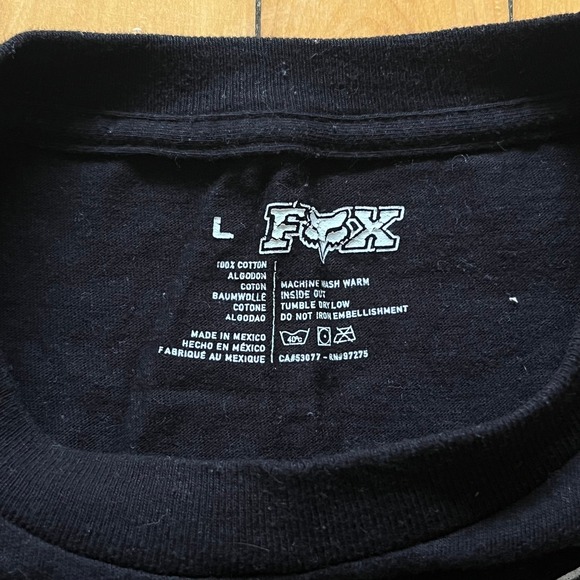 L FOX
100% COTTON
ALGODON
COTON
BAUMWOLLE
COTONE
ALGODAO
MADE IN MEXICO
HECHO EN MÉXICO
FABRIQUÉ AU MEXIQUE
MACHINE WASH WARM
INSIDE OUT
TUMBLE DRY LOW
DO NOT IRON EMBELLISHMENT
40°C
CA#53077 - RN#97275